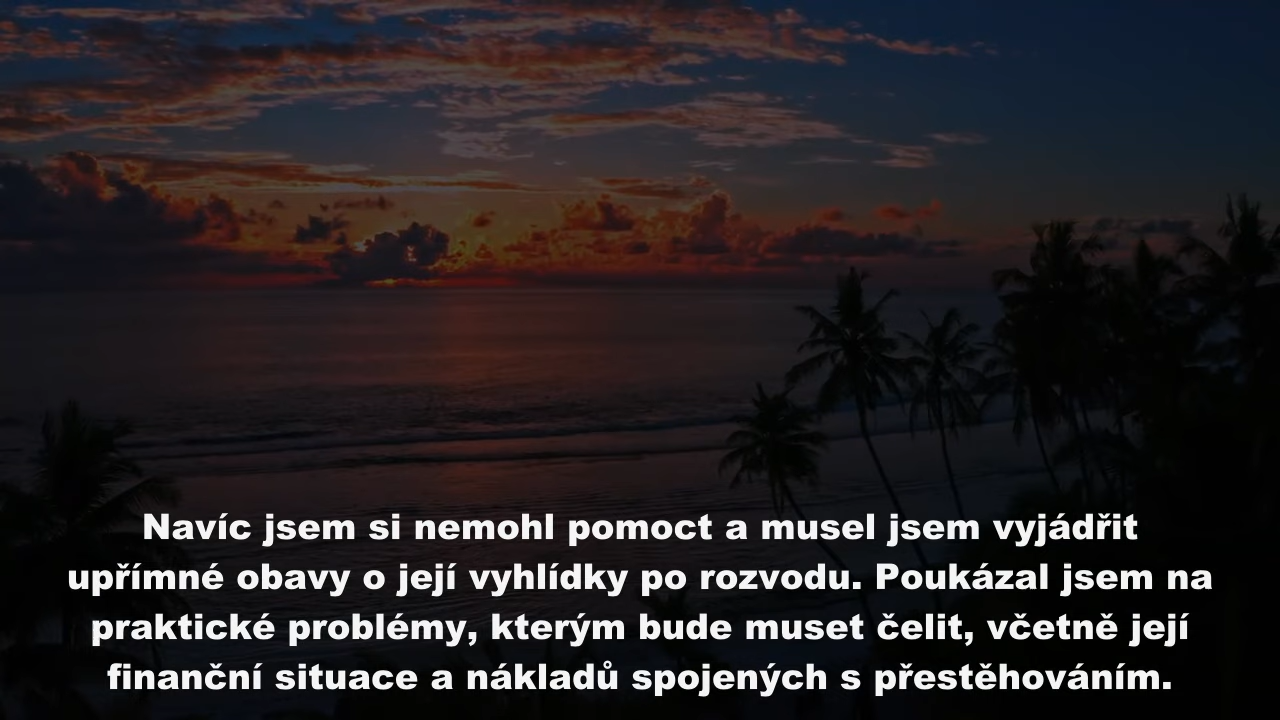 Navíc jsem si nemohl pomoct a musel jsem vyjádřit
upřímné obavy o její vyhlídky po rozvodu. Poukázal jsem na
praktické problémy, kterým bude muset čelit, včetně její
finanční situace a nákladů spojených s přestěhováním.